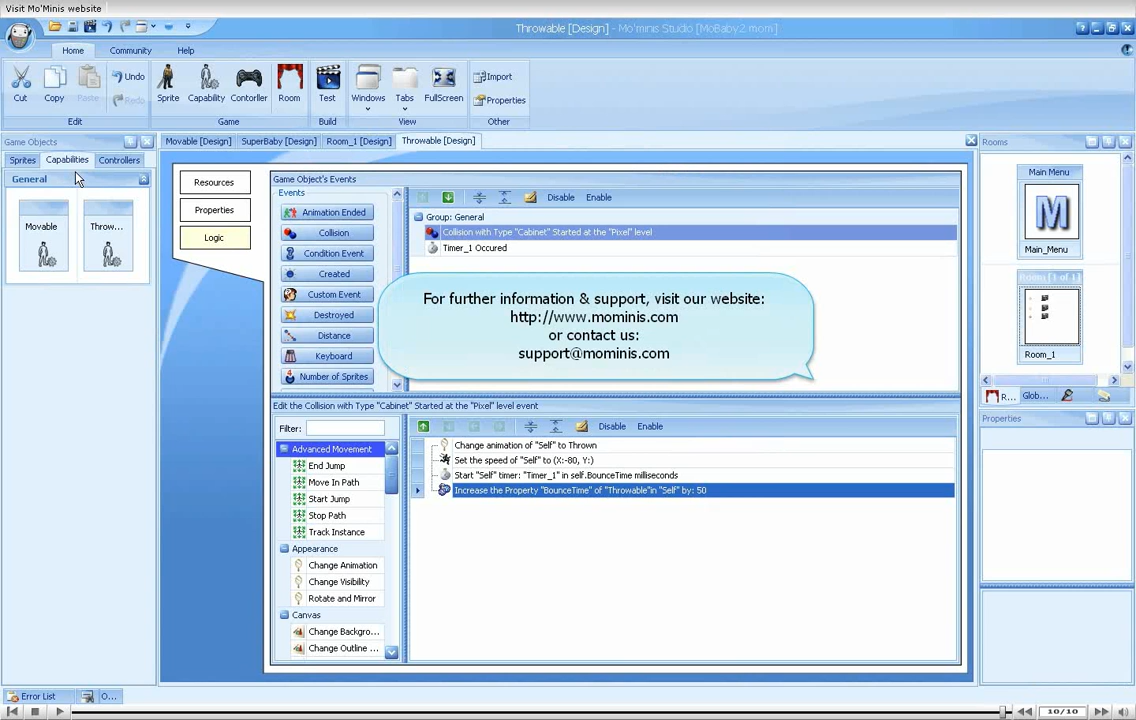 Visit Mo'Minis website
Throwable [Design] - Mo'minis Studio [MoBaby2.mom]
Home Community Help
Cut Copy Paste Undo Redo
Sprite Capability Contorller Room Test Windows Tabs FullScreen Import Properties
Edit Game Build View Other
Game Objects
Sprites Capabilities Controllers
General
Movable Throw...
Movable [Design] SuperBaby [Design] Room_1 [Design] Throwable [Design]
Resources
Properties
Logic
Game Object's Events
Events
Animation Ended
Collision
Condition Event
Created
Custom Event
Destroyed
Distance
Keyboard
Number of Sprites
Disable Enable
Group: General
Collision with Type "Cabinet" Started at the "Pixel" level
Timer_1 Occured
For further information & support, visit our website:
http://www.mominis.com
or contact us:
support@mominis.com
Edit the Collision with Type "Cabinet" Started at the "Pixel" level event
Filter:
Advanced Movement
End Jump
Move In Path
Start Jump
Stop Path
Track Instance
Appearance
Change Animation
Change Visibility
Rotate and Mirror
Canvas
Change Backgro...
Change Outline ...
Disable Enable
Change animation of "Self" to Thrown
Set the speed of "Self" to (X:-80, Y:)
Start "Self" timer: "Timer_1" in self.BounceTime milliseconds
Increase the Property "BounceTime" of "Throwable"in "Self" by: 50
Rooms
Main Menu
Main_Menu
Room [1 of 1]
Room_1
R... Glob...
Properties
Error List O...
10/10